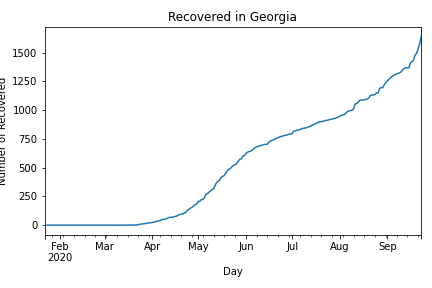 Recovered in Georgia
Number of Recovered
1500
1250
1000
750
500
250
0
Feb Mar Apr May Jun Jul Aug Sep
2020
Day